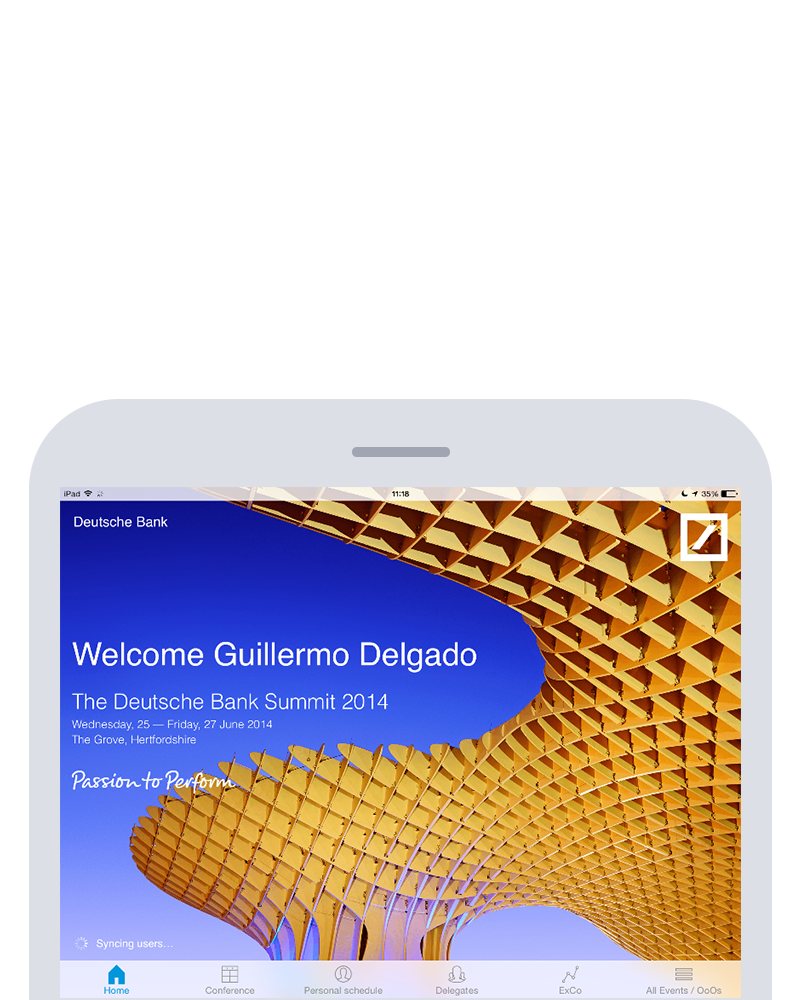 iPad 11:18 35%
Deutsche Bank
Welcome Guillermo Delgado
The Deutsche Bank Summit 2014
Wednesday, 25 — Friday, 27 June 2014
The Grove, Hertfordshire
Passion to Perform
Syncing users...
Home Conference Personal schedule Delegates ExCo All Events / OoOs